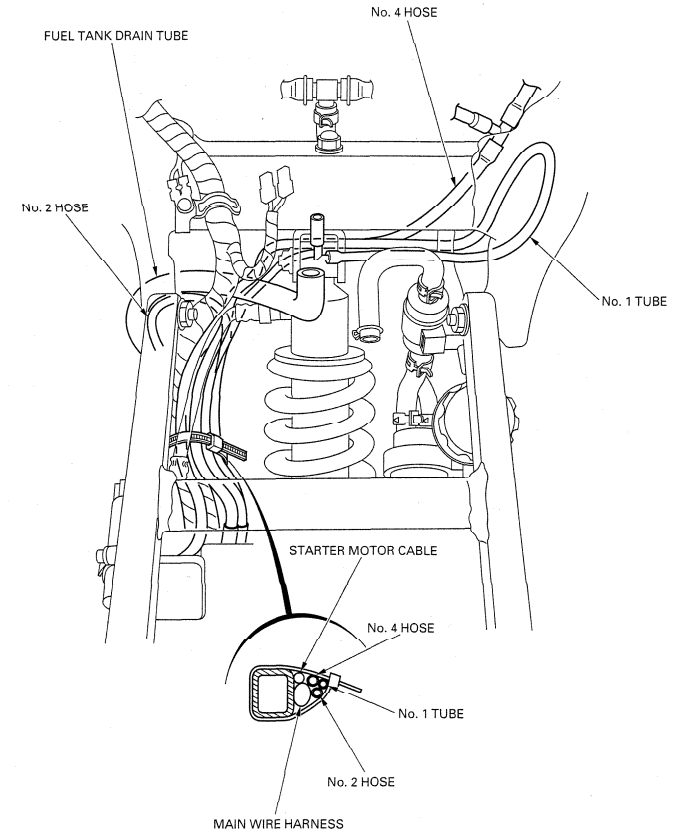 No. 4 HOSE
FUEL TANK DRAIN TUBE
No. 2 HOSE
No. 1 TUBE
STARTER MOTOR CABLE
No. 4 HOSE
No. 1 TUBE
No. 2 HOSE
MAIN WIRE HARNESS